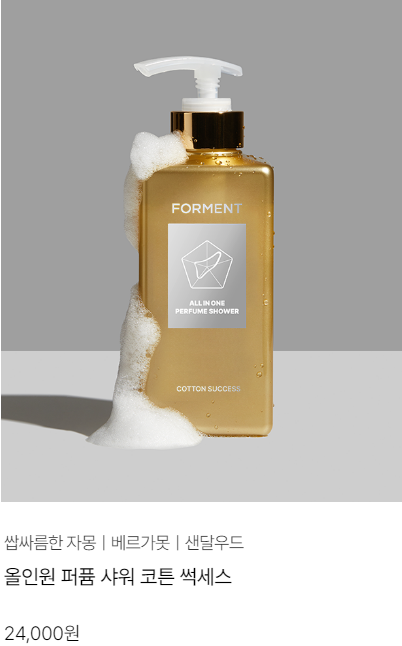 FORMENT
ALL IN ONE
PERFUME SHOWER
COTTON SUCCESS
쌉싸름한 자몽 | 베르가못 | 샌달우드
올인원 퍼퓸 샤워 코튼 썩세스
24,000원